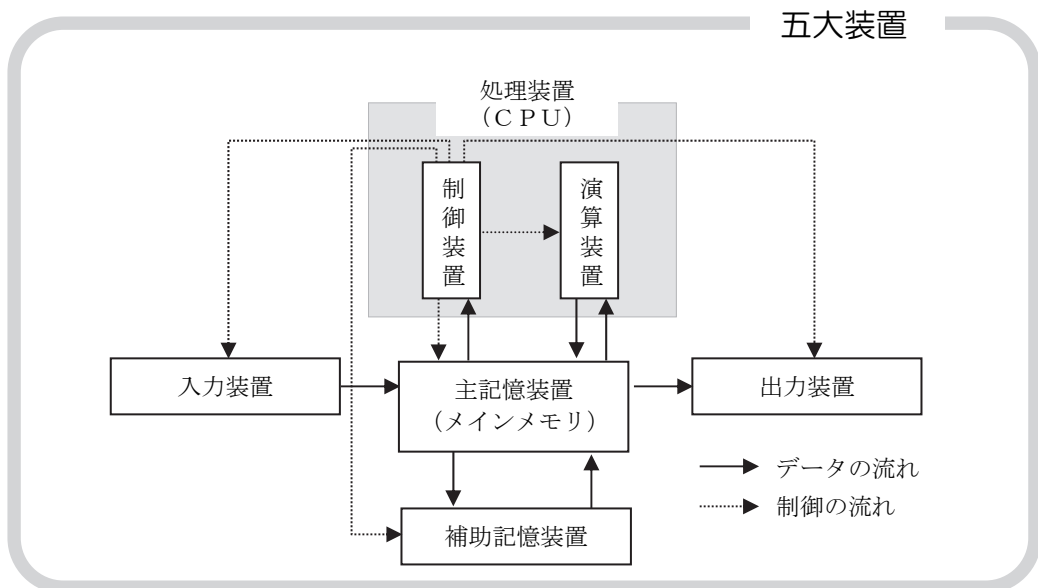 五大装置
処理装置
（ＣＰＵ）
制御装置
演算装置
入力装置
主記憶装置
（メインメモリ）
出力装置
データの流れ
制御の流れ
補助記憶装置